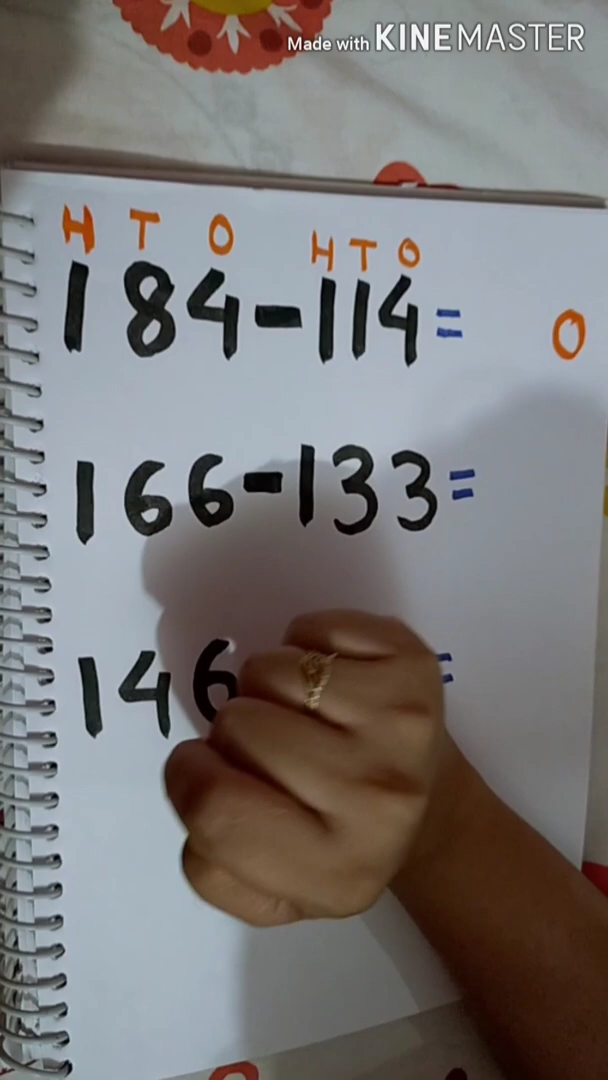 Made with KINEMASTER
H T O H T O
184-114= 0
166-133=
146 =